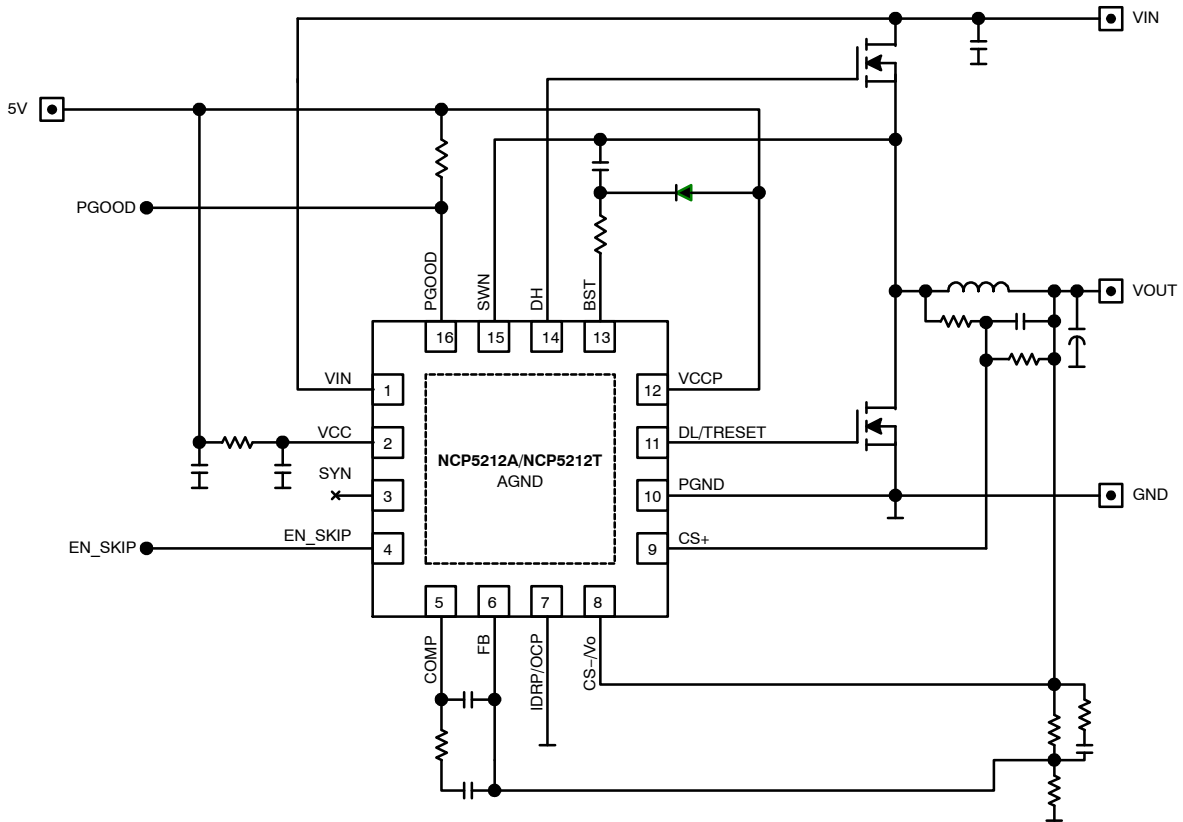 VIN
5V
PGOOD
PGOOD
SWN
DH
BST
16
15
14
13
VOUT
VIN
1
12
VCCP
VCC
2
11
DL/TRESET
NCP5212A/NCP5212T
AGND
SYN
3
10
PGND
GND
EN_SKIP
EN_SKIP
4
9
CS+
5
6
7
8
COMP
FB
IDRP/OCP
CS−/Vo